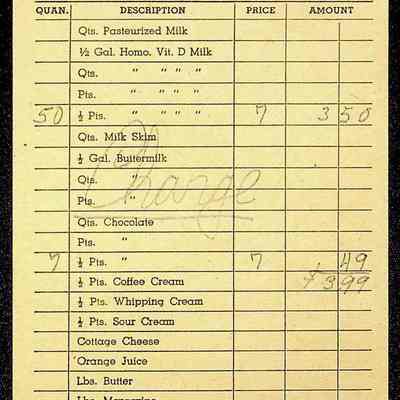 QUAN. DESCRIPTION PRICE AMOUNT
Qts. Pasteurized Milk
½ Gal. Homo. Vit. D Milk
Qts. " " " "
Pts. " " " "
50 ½ Pts. " " " " 7 3 50
Qts. Milk Skim
½ Gal. Buttermilk
Qts. "
Charge
Pts. "
Qts. Chocolate
Pts. "
7 ½ Pts. " 7 49
½ Pts. Coffee Cream 3.99
½ Pts. Whipping Cream
½ Pts. Sour Cream
Cottage Cheese
Orange Juice
Lbs. Butter
Lbs. Margarine